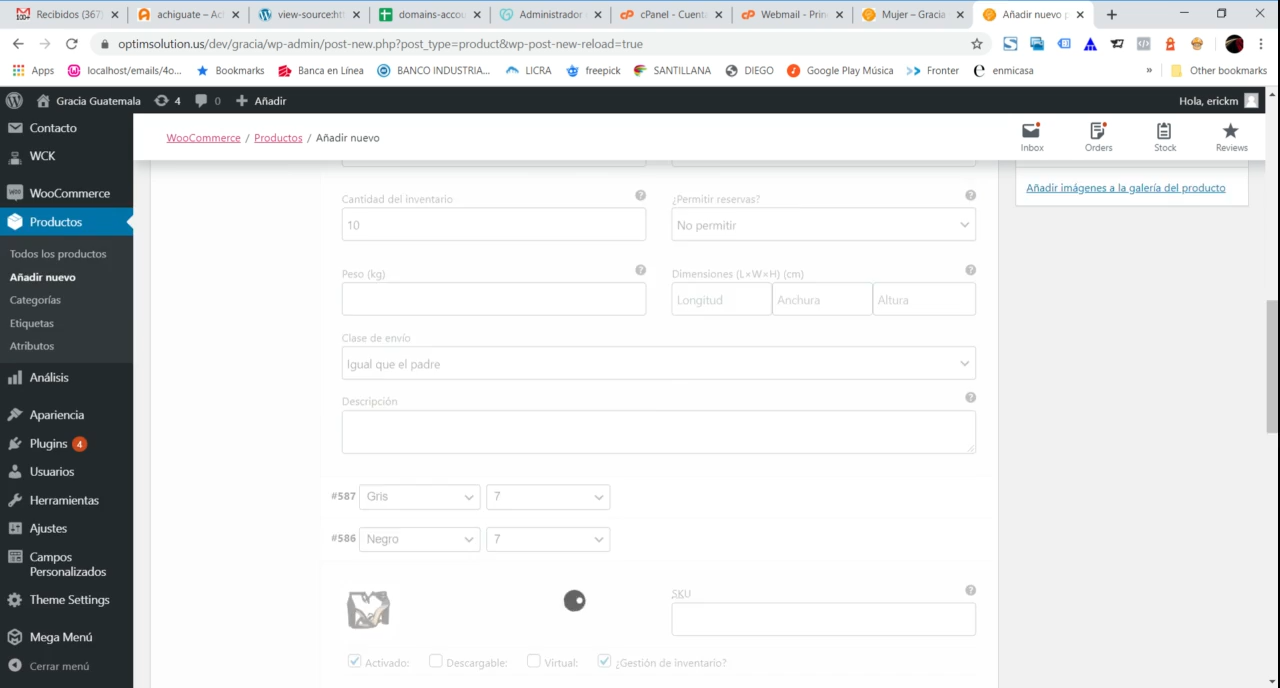 Recibidos (367)
achiguate – Ac
view-source:ht
domains-accou
Administrador
cPanel - Cuent
Webmail - Prin
Mujer – Gracia
Añadir nuevo p
optimsolution.us/dev/gracia/wp-admin/post-new.php?post_type=product&wp-post-new-reload=true
Apps
localhost/emails/4o...
Bookmarks
Banca en Línea
BANCO INDUSTRIA...
LICRA
freepick
SANTILLANA
DIEGO
Google Play Música
Fronter
enmicasa
»
Other bookmarks
Gracia Guatemala
4
0
Añadir
Hola, erickm
Contacto
WCK
WooCommerce
Productos
Todos los productos
Añadir nuevo
Categorías
Etiquetas
Atributos
Análisis
Apariencia
Plugins 4
Usuarios
Herramientas
Ajustes
Campos
Personalizados
Theme Settings
Mega Menú
Cerrar menú
WooCommerce / Productos / Añadir nuevo
Inbox
Orders
Stock
Reviews
Añadir imágenes a la galería del producto
Cantidad del inventario
¿Permitir reservas?
10
No permitir
Peso (kg)
Dimensiones (L×W×H) (cm)
Longitud
Anchura
Altura
Clase de envío
Igual que el padre
Descripción
#587 Gris 7
#586 Negro 7
SKU
Activado:
Descargable:
Virtual:
¿Gestión de inventario?